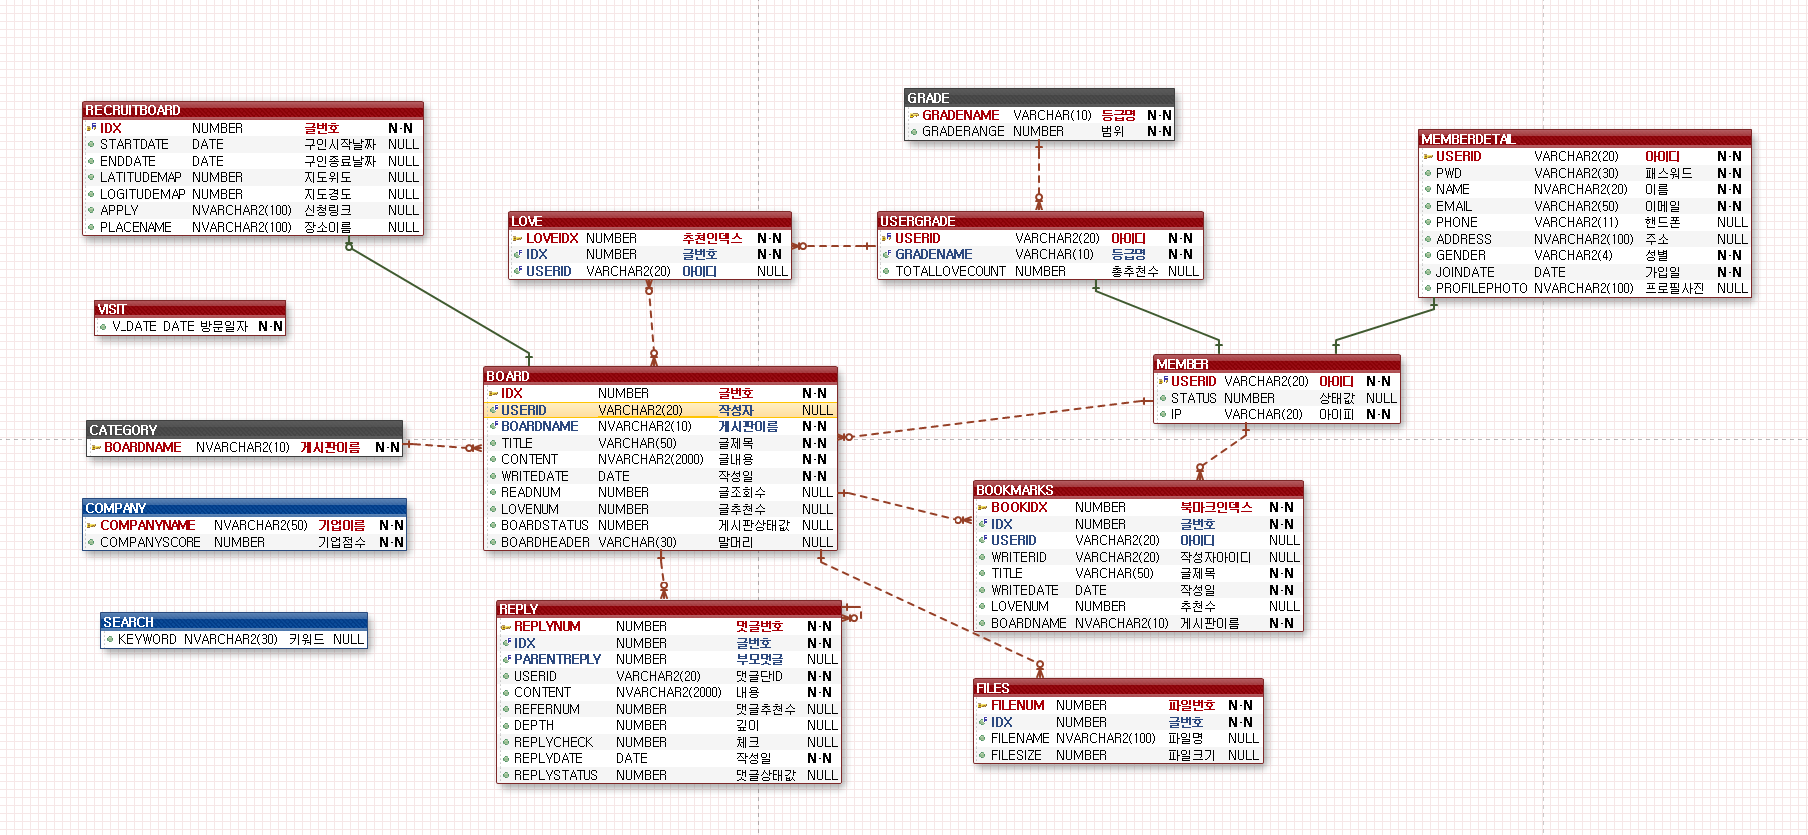 RECRUITBOARD
IDX NUMBER 글번호 N-N
STARTDATE DATE 구인시작날짜 NULL
ENDDATE DATE 구인종료날짜 NULL
LATITUDEMAP NUMBER 지도위도 NULL
LOGITUDEMAP NUMBER 지도경도 NULL
APPLY NVARCHAR2(100) 신청링크 NULL
PLACENAME NVARCHAR2(100) 장소이름 NULL
GRADE
GRADENAME VARCHAR(10) 등급명 N-N
GRADERANGE NUMBER 범위 N-N
MEMBERDETAIL
USERID VARCHAR2(20) 아이디 N-N
PWD VARCHAR2(30) 패스워드 N-N
NAME NVARCHAR2(20) 이름 N-N
EMAIL VARCHAR2(50) 이메일 N-N
PHONE VARCHAR2(11) 핸드폰 NULL
ADDRESS NVARCHAR2(100) 주소 NULL
GENDER VARCHAR2(4) 성별 N-N
JOINDATE DATE 가입일 N-N
PROFILEPHOTO NVARCHAR2(100) 프로필사진 NULL
LOVE
LOVEIDX NUMBER 추천인덱스 N-N
IDX NUMBER 글번호 N-N
USERID VARCHAR2(20) 아이디 NULL
USERGRADE
USERID VARCHAR2(20) 아이디 N-N
GRADENAME VARCHAR(10) 등급명 N-N
TOTALLOVECOUNT NUMBER 총추천수 NULL
VISIT
V_DATE DATE 방문일자 N-N
MEMBER
USERID VARCHAR2(20) 아이디 N-N
STATUS NUMBER 상태값 NULL
IP VARCHAR(20) 아이피 N-N
BOARD
IDX NUMBER 글번호 N-N
USERID VARCHAR2(20) 작성자 NULL
BOARDNAME NVARCHAR2(10) 게시판이름 N-N
TITLE VARCHAR(50) 글제목 N-N
CONTENT NVARCHAR2(2000) 글내용 N-N
WRITEDATE DATE 작성일 N-N
READNUM NUMBER 글조회수 NULL
LOVENUM NUMBER 글추천수 NULL
BOARDSTATUS NUMBER 게시판상태값 NULL
BOARDHEADER VARCHAR(30) 말머리 NULL
CATEGORY
BOARDNAME NVARCHAR2(10) 게시판이름 N-N
COMPANY
COMPANYNAME NVARCHAR2(50) 기업이름 N-N
COMPANYSCORE NUMBER 기업점수 N-N
BOOKMARKS
BOOKIDX NUMBER 북마크인덱스 N-N
IDX NUMBER 글번호 N-N
USERID VARCHAR2(20) 아이디 NULL
WRITERID VARCHAR2(20) 작성자아이디 NULL
TITLE VARCHAR(50) 글제목 N-N
WRITEDATE DATE 작성일 N-N
LOVENUM NUMBER 추천수 NULL
BOARDNAME NVARCHAR2(10) 게시판이름 N-N
SEARCH
KEYWORD NVARCHAR2(30) 키워드 NULL
REPLY
REPLYNUM NUMBER 댓글번호 N-N
IDX NUMBER 글번호 N-N
PARENTREPLY NUMBER 부모댓글 NULL
USERID VARCHAR2(20) 댓글단ID N-N
CONTENT NVARCHAR2(2000) 내용 N-N
REFERNUM NUMBER 댓글추천수 NULL
DEPTH NUMBER 깊이 NULL
REPLYCHECK NUMBER 체크 NULL
REPLYDATE DATE 작성일 N-N
REPLYSTATUS NUMBER 댓글상태값 NULL
FILES
FILENUM NUMBER 파일번호 N-N
IDX NUMBER 글번호 N-N
FILENAME NVARCHAR2(100) 파일명 NULL
FILESIZE NUMBER 파일크기 NULL